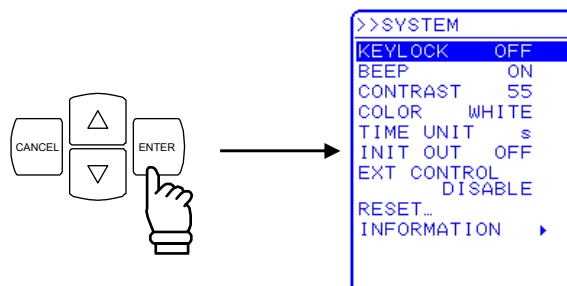 CANCEL
ENTER
>>SYSTEM
KEYLOCK OFF
BEEP ON
CONTRAST 55
COLOR WHITE
TIME UNIT s
INIT OUT OFF
EXT CONTROL
DISABLE
RESET…
INFORMATION